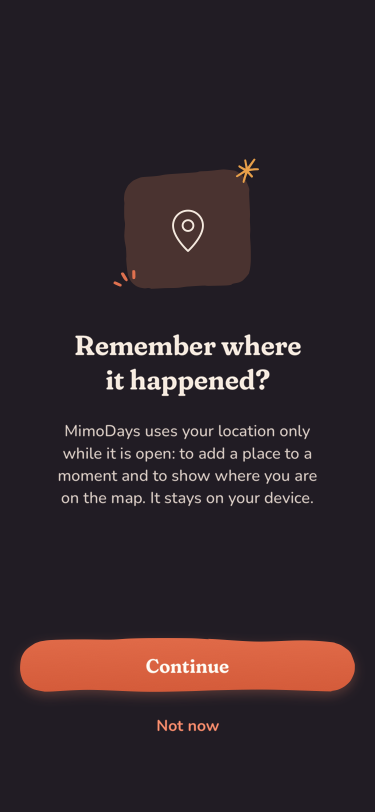 Remember where
it happened?
MimoDays uses your location only
while it is open: to add a place to a
moment and to show where you are
on the map. It stays on your device.
Continue
Not now